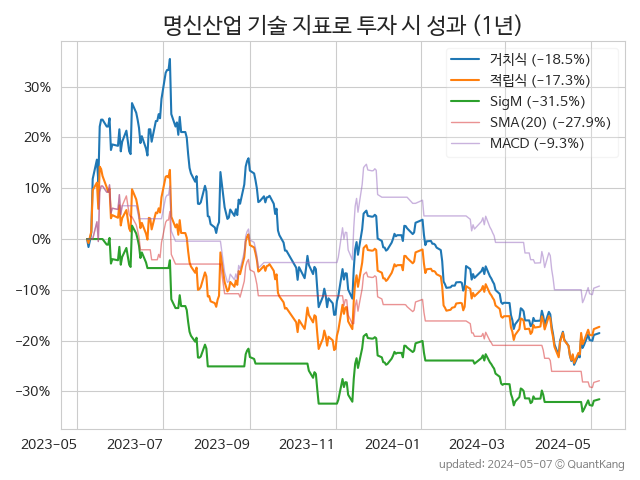 명신산업 기술 지표로 투자 시 성과 (1년)
거치식 (−18.5%)
적립식 (−17.3%)
SigM (−31.5%)
SMA(20) (−27.9%)
MACD (−9.3%)
30%
20%
10%
0%
−10%
−20%
−30%
2023−05 2023−07 2023−09 2023−11 2024−01 2024−03 2024−05
updated: 2024−05−07 © QuantKang